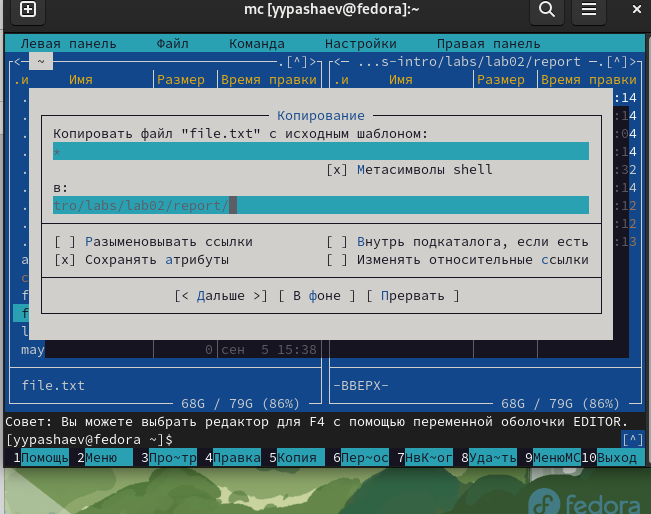 mc [yypashaev@fedora]:~
Левая панель Файл Команда Настройки Правая панель
<─ ~ .[^]> <─ ...s-intro/labs/lab02/report ─.[^]>
.и Имя Размер Время правки .и Имя Размер Время правки
:14
Копирование
:14
Копировать файл "file.txt" с исходным шаблоном:
:04
*
:14
[x] Метасимволы shell
:32
в:
:14
tro/labs/lab02/report/
:12
:12
[ ] Разыменовывать ссылки [ ] Внутрь подкаталога, если есть
:13
[x] Сохранять атрибуты [ ] Изменять относительные ссылки
[< Дальше >] [ В фоне ] [ Прервать ]
may 0 сен 5 15:38
file.txt -ВВЕРХ-
68G / 79G (86%) 68G / 79G (86%)
Совет: Вы можете выбрать редактор для F4 с помощью переменной оболочки EDITOR.
[yypashaev@fedora ~]$ [^]
1Помощь 2Меню 3Про~тр 4Правка 5Копия 6Пер~ос 7НвК~ог 8Уда~ть 9МенюMC 10Выход
fedora